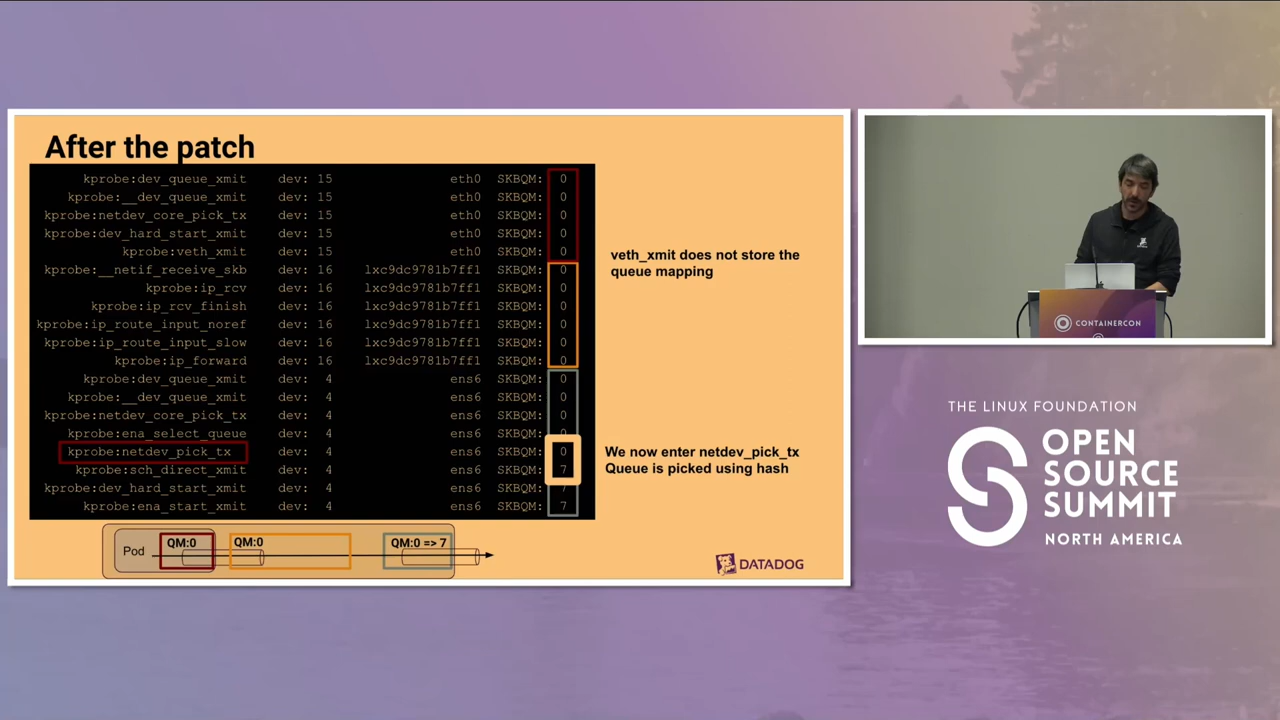 After the patch
kprobe:dev_queue_xmit dev: 15 eth0 SKBQM: 0
kprobe:__dev_queue_xmit dev: 15 eth0 SKBQM: 0
kprobe:netdev_core_pick_tx dev: 15 eth0 SKBQM: 0
kprobe:dev_hard_start_xmit dev: 15 eth0 SKBQM: 0
kprobe:veth_xmit dev: 15 eth0 SKBQM: 0
kprobe:__netif_receive_skb dev: 16 lxc9dc9781b7ff1 SKBQM: 0
kprobe:ip_rcv dev: 16 lxc9dc9781b7ff1 SKBQM: 0
kprobe:ip_rcv_finish dev: 16 lxc9dc9781b7ff1 SKBQM: 0
kprobe:ip_route_input_noref dev: 16 lxc9dc9781b7ff1 SKBQM: 0
kprobe:ip_route_input_slow dev: 16 lxc9dc9781b7ff1 SKBQM: 0
kprobe:ip_forward dev: 16 lxc9dc9781b7ff1 SKBQM: 0
kprobe:dev_queue_xmit dev: 4 ens6 SKBQM: 0
kprobe:__dev_queue_xmit dev: 4 ens6 SKBQM: 0
kprobe:netdev_core_pick_tx dev: 4 ens6 SKBQM: 0
kprobe:ena_select_queue dev: 4 ens6 SKBQM: 0
kprobe:netdev_pick_tx dev: 4 ens6 SKBQM: 0
kprobe:sch_direct_xmit dev: 4 ens6 SKBQM: 7
kprobe:dev_hard_start_xmit dev: 4 ens6 SKBQM: 7
kprobe:ena_start_xmit dev: 4 ens6 SKBQM: 7
veth_xmit does not store the
queue mapping
We now enter netdev_pick_tx
Queue is picked using hash
Pod
QM:0
QM:0
QM:0 => 7
DATADOG
CONTAINERCON
THE LINUX FOUNDATION
OPEN
SOURCE
SUMMIT
NORTH AMERICA